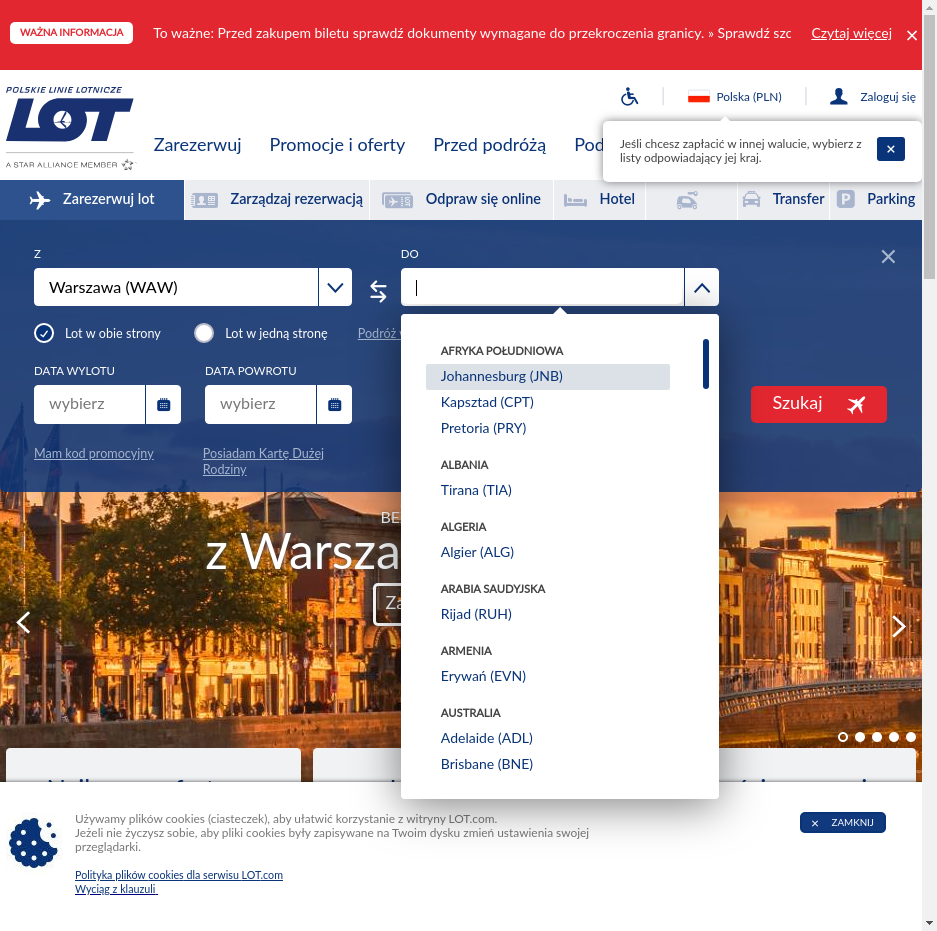 WAŻNA INFORMACJA
To ważne: Przed zakupem biletu sprawdź dokumenty wymagane do przekroczenia granicy. » Sprawdź
Czytaj więcej
POLSKIE LINIE LOTNICZE
LOT
A STAR ALLIANCE MEMBER
Polska (PLN)
Zaloguj się
Zarezerwuj
Promocje i oferty
Przed podróżą
Jeśli chcesz zapłacić w innej walucie, wybierz z
listy odpowiadający jej kraj.
Zarezerwuj lot
Zarządzaj rezerwacją
Odpraw się online
Hotel
Transfer
Parking
Z
DO
Warszawa (WAW)
Lot w obie strony
Lot w jedną stronę
Podróż
DATA WYLOTU
DATA POWROTU
wybierz
wybierz
Mam kod promocyjny
Posiadam Kartę Dużej
Rodziny
AFRYKA POŁUDNIOWA
Johannesburg (JNB)
Kapsztad (CPT)
Pretoria (PRY)
ALBANIA
Tirana (TIA)
ALGERIA
Algier (ALG)
ARABIA SAUDYJSKA
Rijad (RUH)
ARMENIA
Erywań (EVN)
AUSTRALIA
Adelaide (ADL)
Brisbane (BNE)
Szukaj
z Warsza
Używamy plików cookies (ciasteczek), aby ułatwić korzystanie z witryny LOT.com.
Jeżeli nie życzysz sobie, aby pliki cookies były zapisywane na Twoim dysku zmień ustawienia swojej
przeglądarki.
Polityka plików cookies dla serwisu LOT.com
Wyciąg z klauzuli
ZAMKNIJ